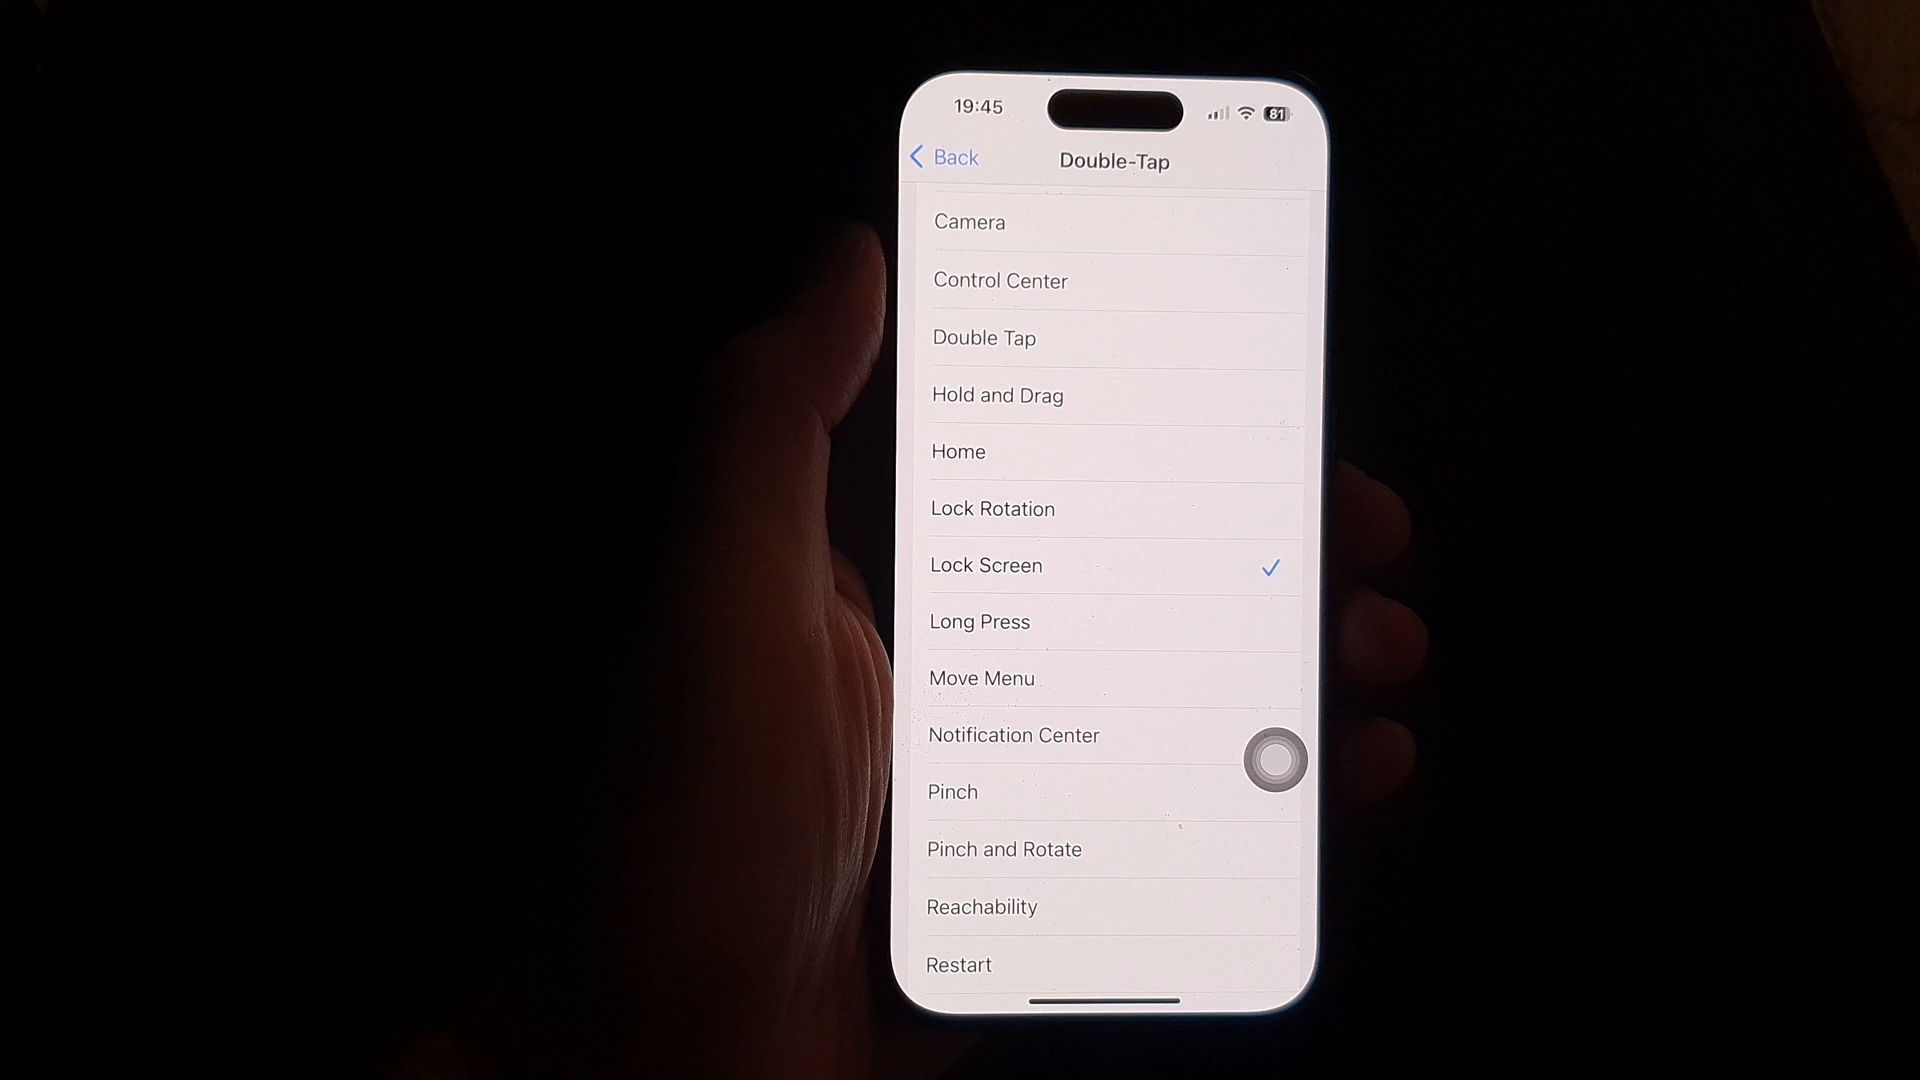 19:45
81
Back
Double-Tap
Camera
Control Center
Double Tap
Hold and Drag
Home
Lock Rotation
Lock Screen
Long Press
Move Menu
Notification Center
Pinch
Pinch and Rotate
Reachability
Restart